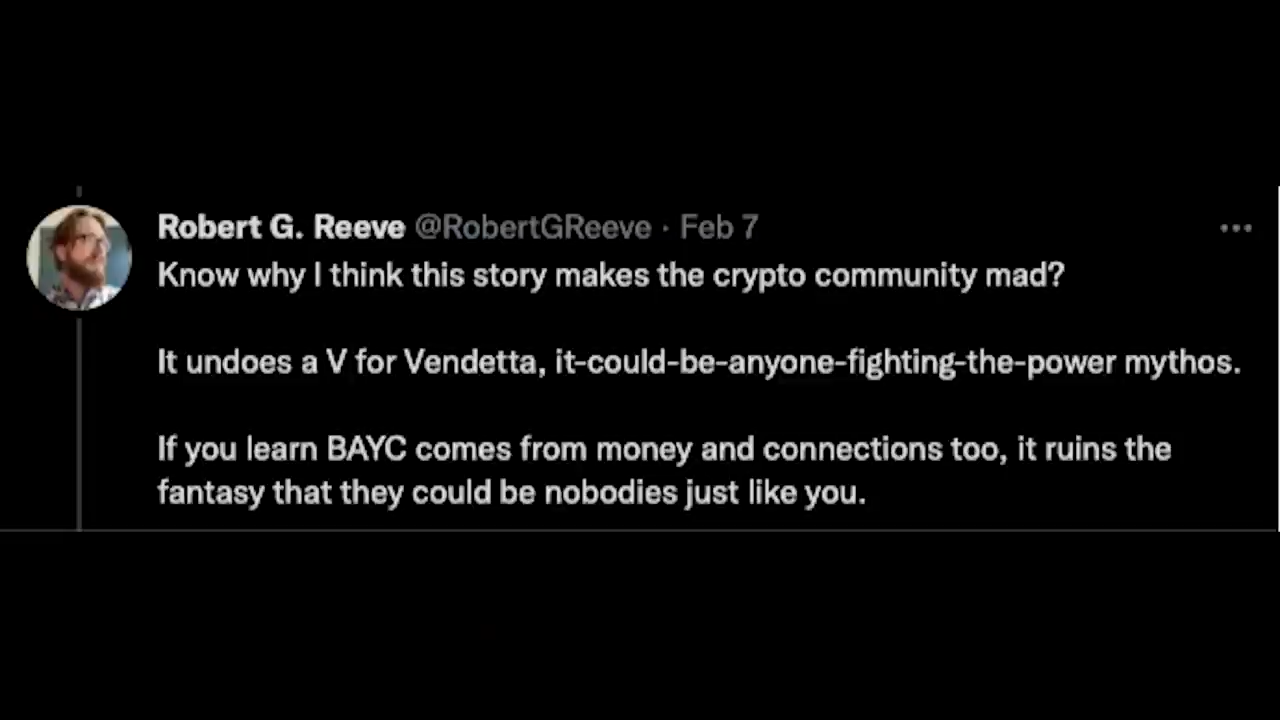 Robert G. Reeve @RobertGReeve · Feb 7
Know why I think this story makes the crypto community mad?
It undoes a V for Vendetta, it-could-be-anyone-fighting-the-power mythos.
If you learn BAYC comes from money and connections too, it ruins the
fantasy that they could be nobodies just like you.